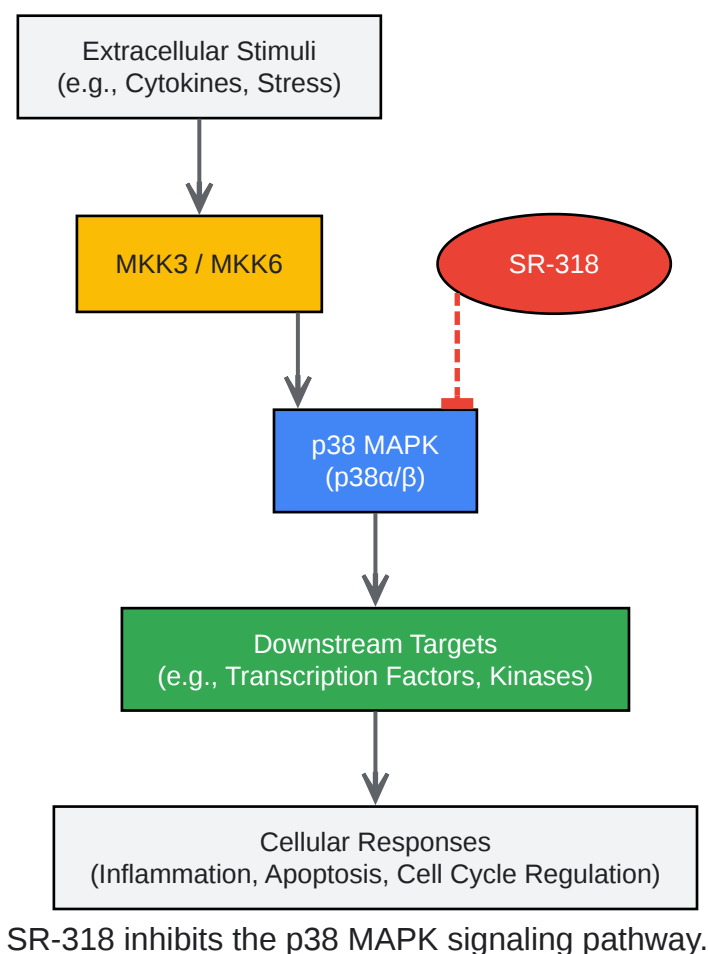 Extracellular Stimuli
(e.g., Cytokines, Stress)
MKK3 / MKK6
SR-318
p38 MAPK
(p38α/β)
Downstream Targets
(e.g., Transcription Factors, Kinases)
Cellular Responses
(Inflammation, Apoptosis, Cell Cycle Regulation)
SR-318 inhibits the p38 MAPK signaling pathway.